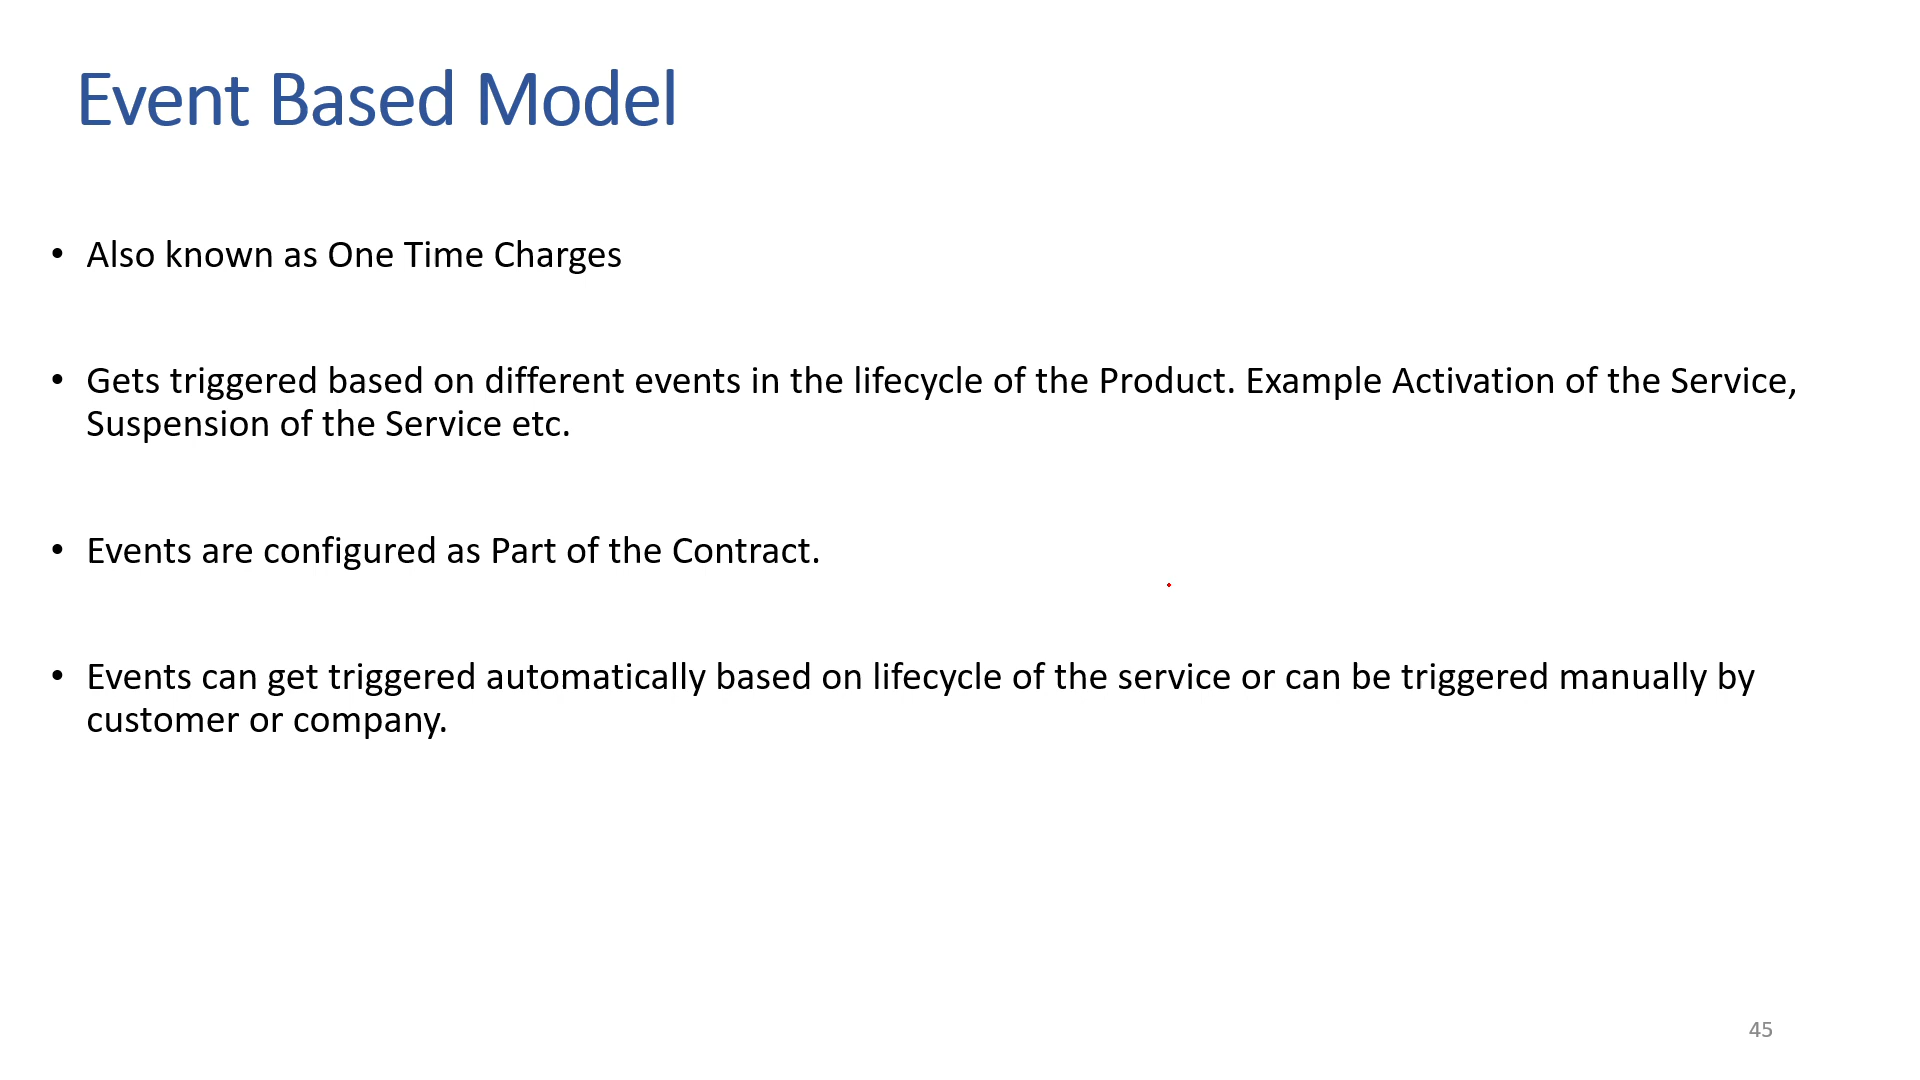 Event Based Model
• Also known as One Time Charges
• Gets triggered based on different events in the lifecycle of the Product. Example Activation of the Service,
Suspension of the Service etc.
• Events are configured as Part of the Contract.
• Events can get triggered automatically based on lifecycle of the service or can be triggered manually by
customer or company.
45